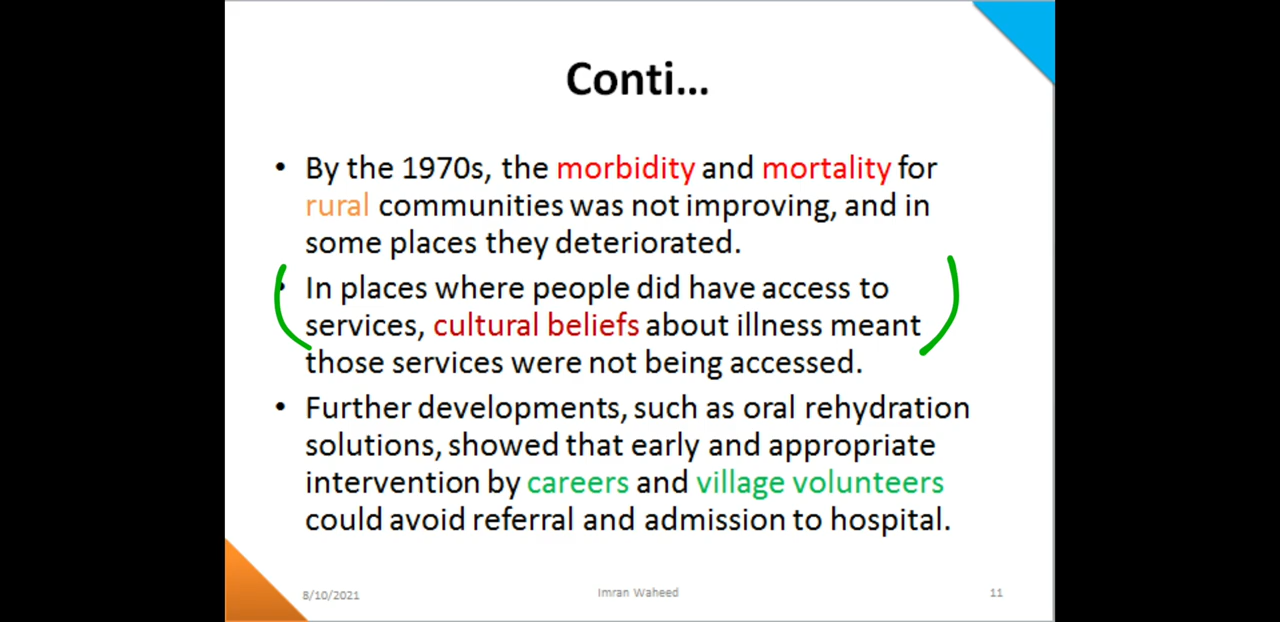 Conti...
• By the 1970s, the morbidity and mortality for
rural communities was not improving, and in
some places they deteriorated.
• In places where people did have access to
services, cultural beliefs about illness meant
those services were not being accessed.
• Further developments, such as oral rehydration
solutions, showed that early and appropriate
intervention by careers and village volunteers
could avoid referral and admission to hospital.
8/10/2021
Imran Waheed
11